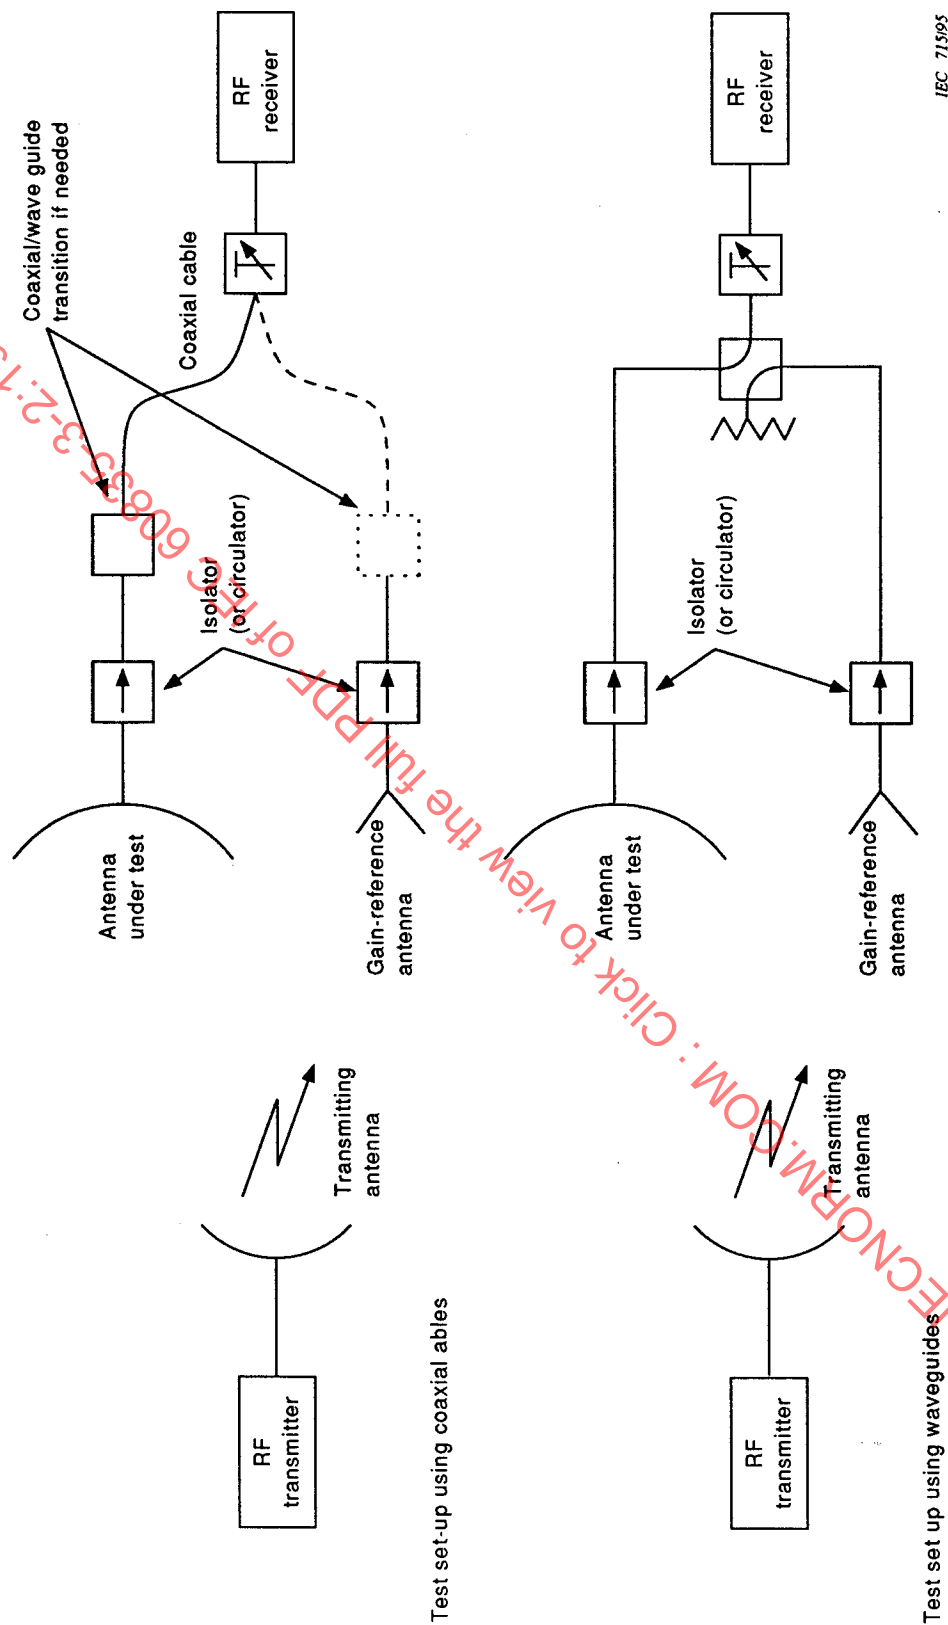 Coaxial/wave guide
transition if needed
RF
receiver
Coaxial cable
Isolator
(or circulator)
Antenna
under test
Gain-reference
antenna
Transmitting
antenna
RF
transmitter
Test set-up using coaxial ables
RF
receiver
Isolator
(or circulator)
Antenna
under test
Gain-reference
antenna
Transmitting
antenna
RF
transmitter
Test set up using waveguides
IEC 715/95
IECNORM.COM : Click to view the full PDF of IEC 60835-3-2:19